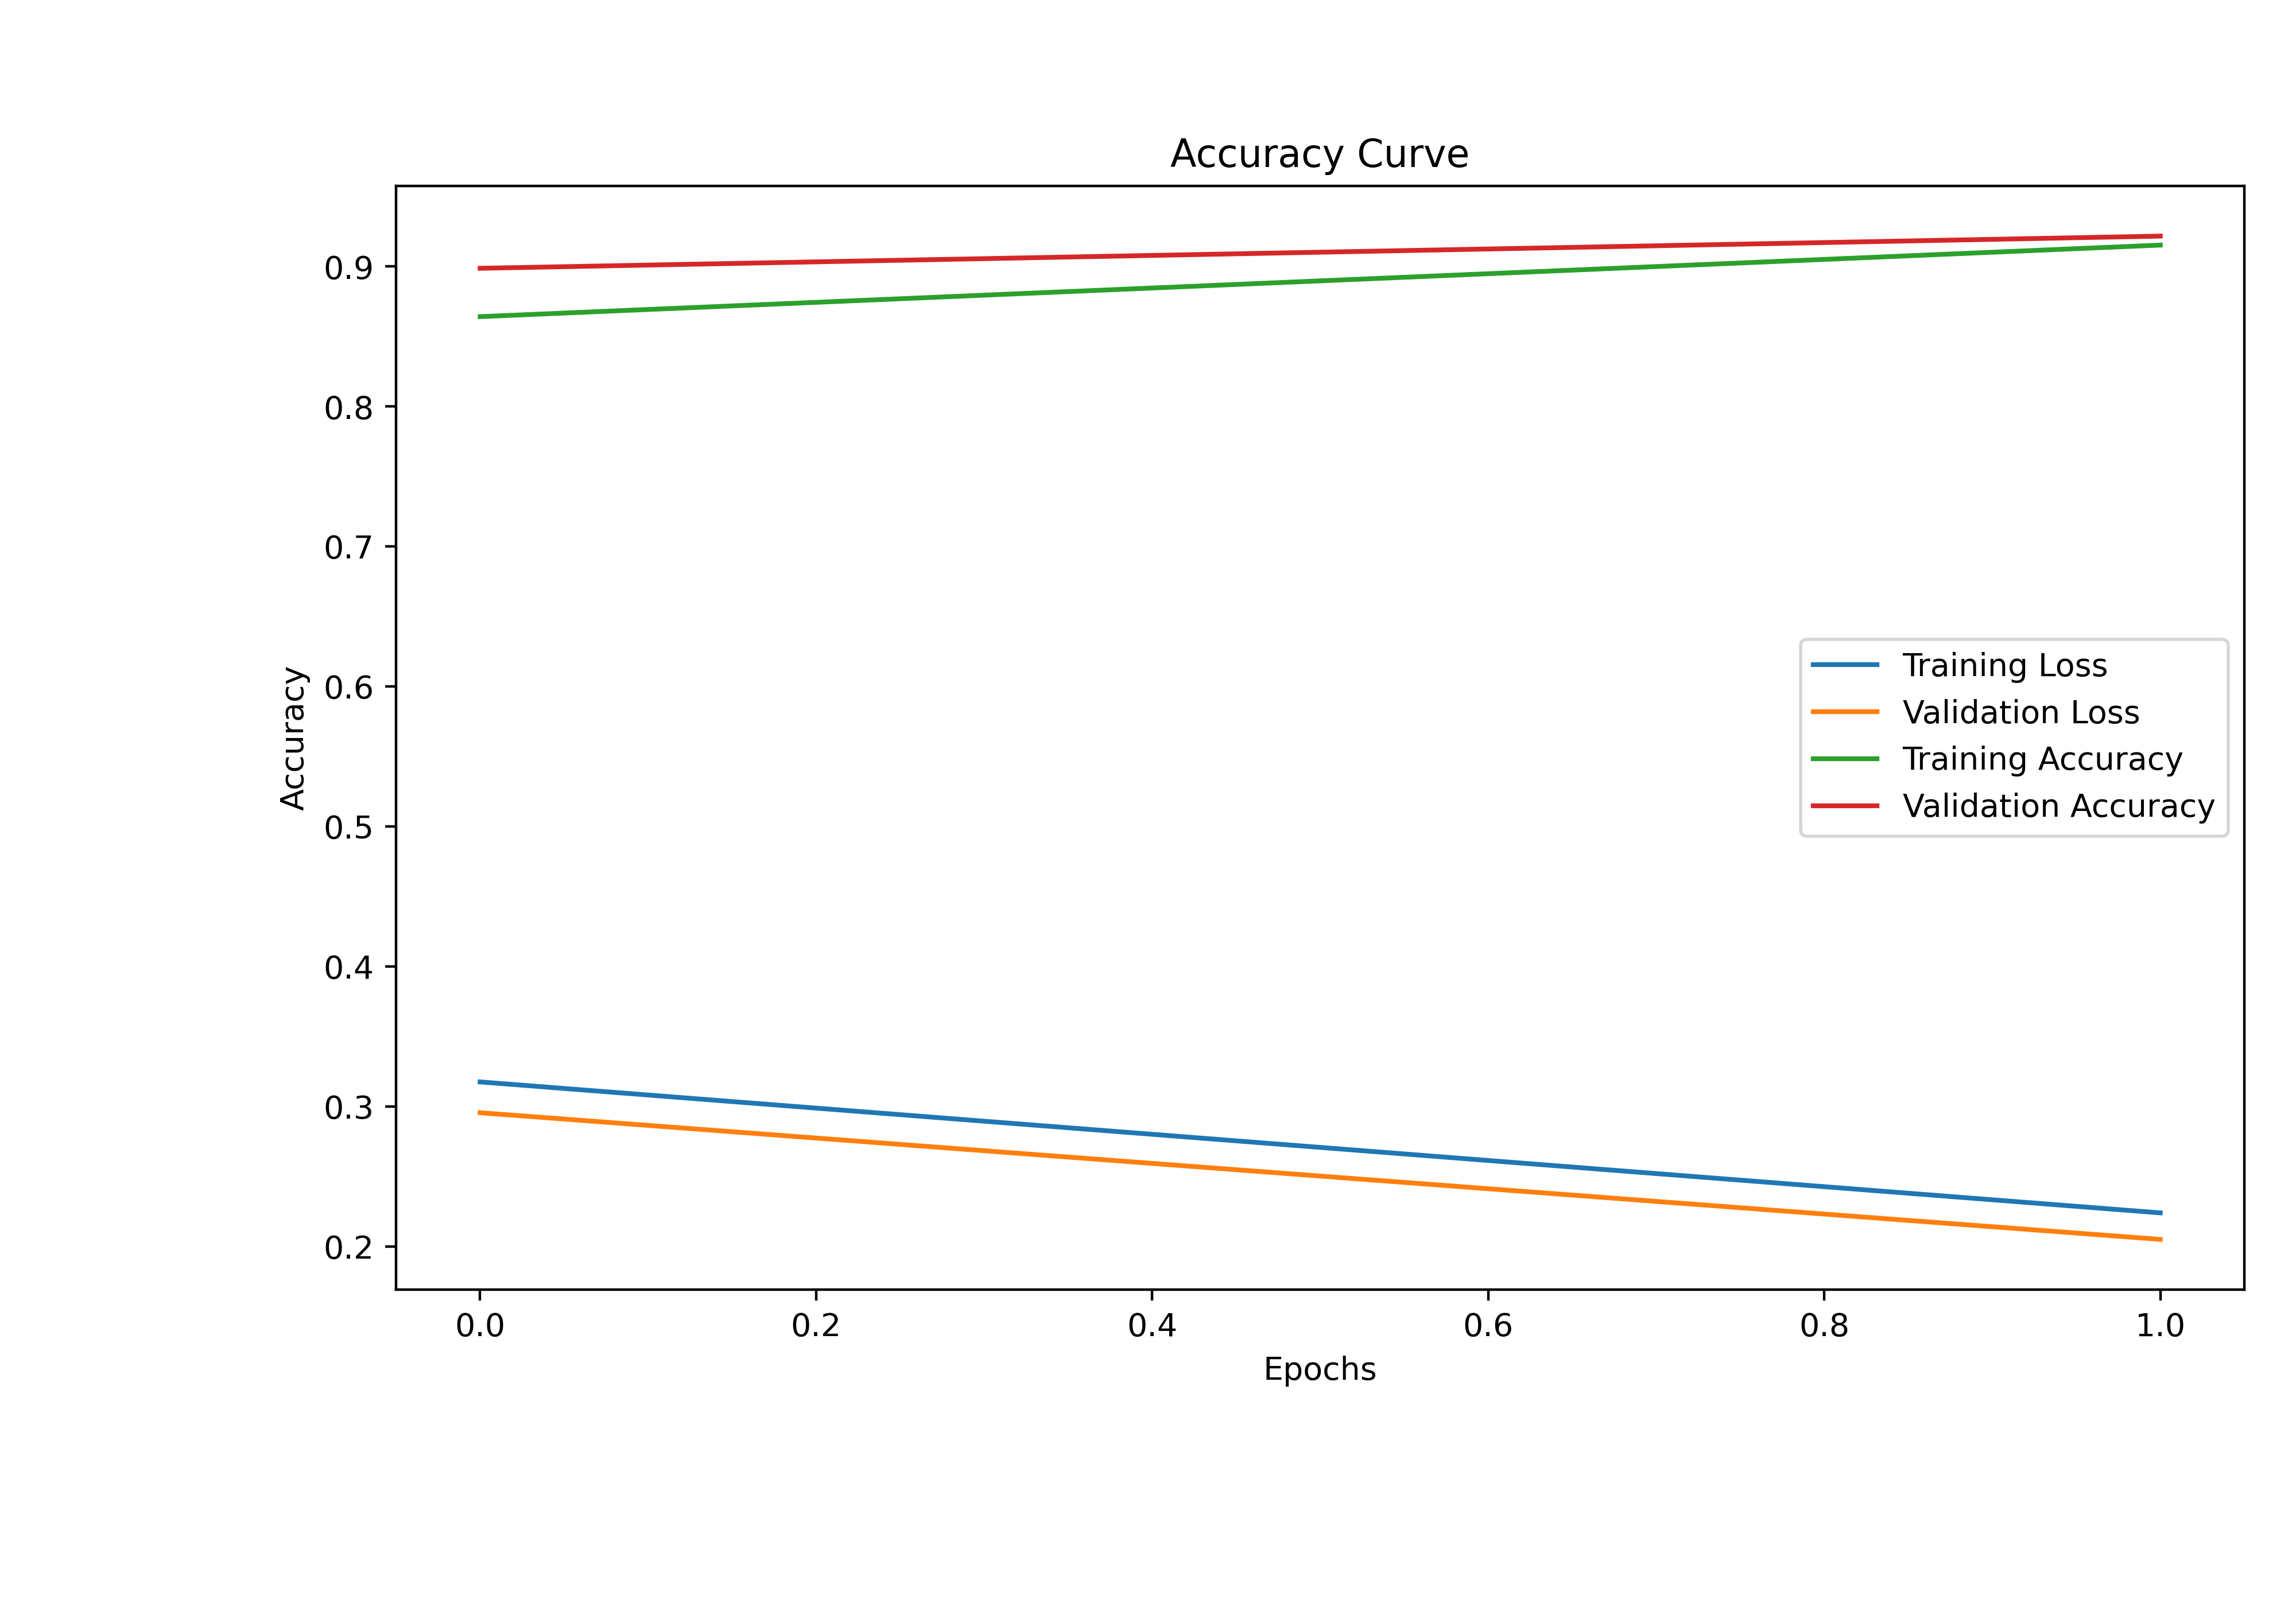 Accuracy Curve
0.9
0.8
0.7
0.6
0.5
0.4
0.3
0.2
Accuracy
Training Loss
Validation Loss
Training Accuracy
Validation Accuracy
0.0 0.2 0.4 0.6 0.8 1.0
Epochs